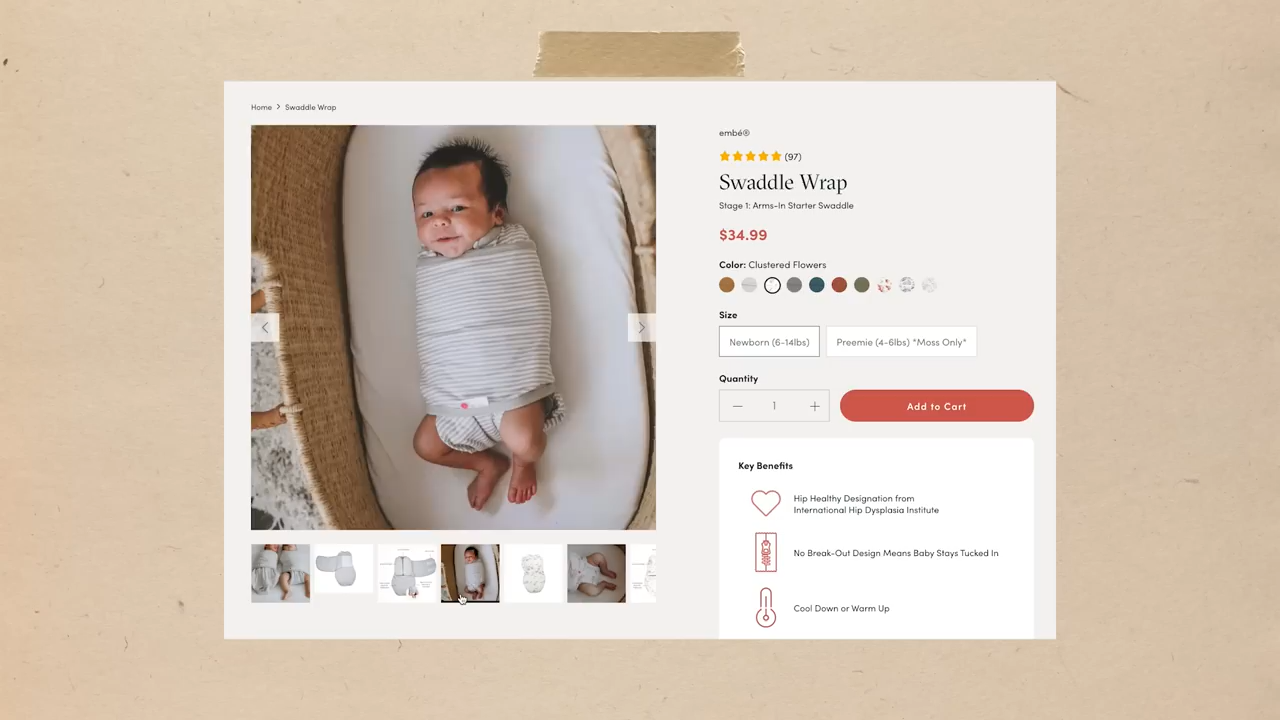 Home > Swaddle Wrap
embé®
(97)
Swaddle Wrap
Stage 1: Arms-In Starter Swaddle
$34.99
Color: Clustered Flowers
Size
Newborn (6-14lbs)
Preemie (4-6lbs) *Moss Only*
Quantity
1
Add to Cart
Key Benefits
Hip Healthy Designation from
International Hip Dysplasia Institute
No Break-Out Design Means Baby Stays Tucked In
Cool Down or Warm Up